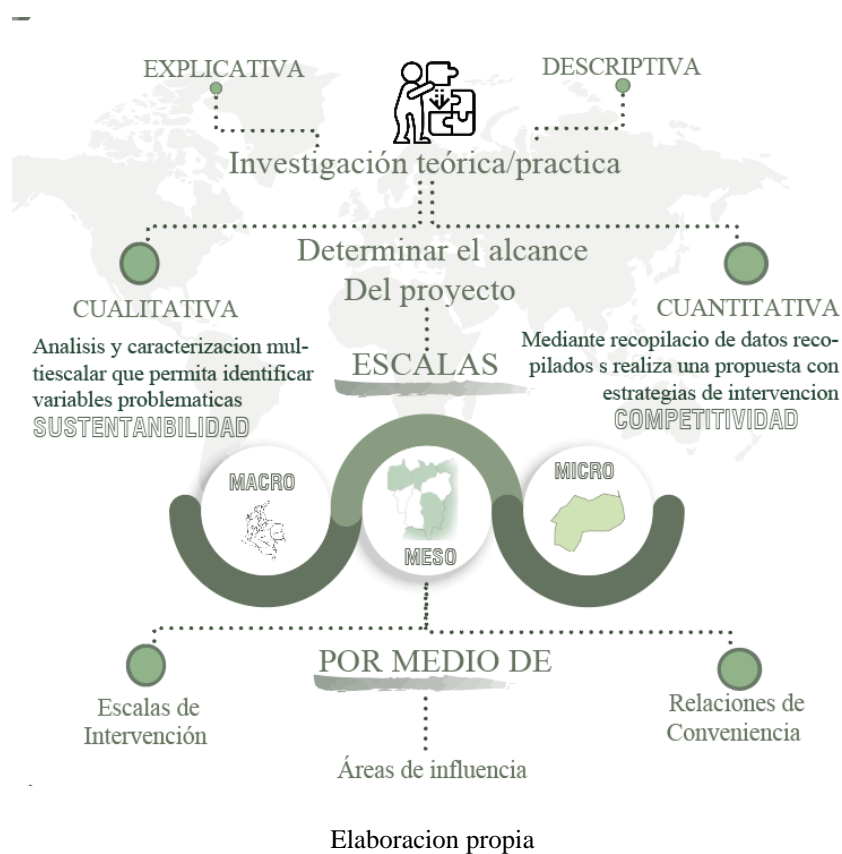 EXPLICATIVA
DESCRIPTIVA
Investigación teórica/practica
Determinar el alcance
Del proyecto
CUALITATIVA
Analisis y caracterizacion mul-
tiescalar que permita identificar
variables problematicas
SUSTENTANBILIDAD
CUANTITATIVA
Mediante recopilacio de datos reco-
pilados s realiza una propuesta con
estrategias de intervencion
COMPETITIVIDAD
ESCALAS
MACRO
MESO
MICRO
POR MEDIO DE
Escalas de
Intervención
Áreas de influencia
Relaciones de
Conveniencia
Elaboracion propia